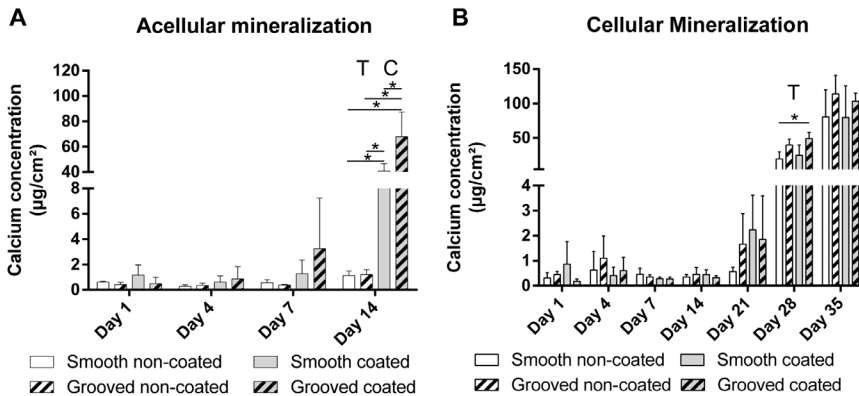 A
Acellular mineralization
Calcium concentration
(µg/cm²)
120
100
80
60
40
8
6
4
2
0
T C
*
*
*
*
*
Day 1
Day 4
Day 7
Day 14
Smooth non-coated
Smooth coated
Grooved non-coated
Grooved coated
B
Cellular Mineralization
Calcium concentration
(µg/cm²)
150
100
50
5
4
3
2
1
0
T
*
Day 1
Day 4
Day 7
Day 14
Day 21
Day 28
Day 35
Smooth non-coated
Smooth coated
Grooved non-coated
Grooved coated